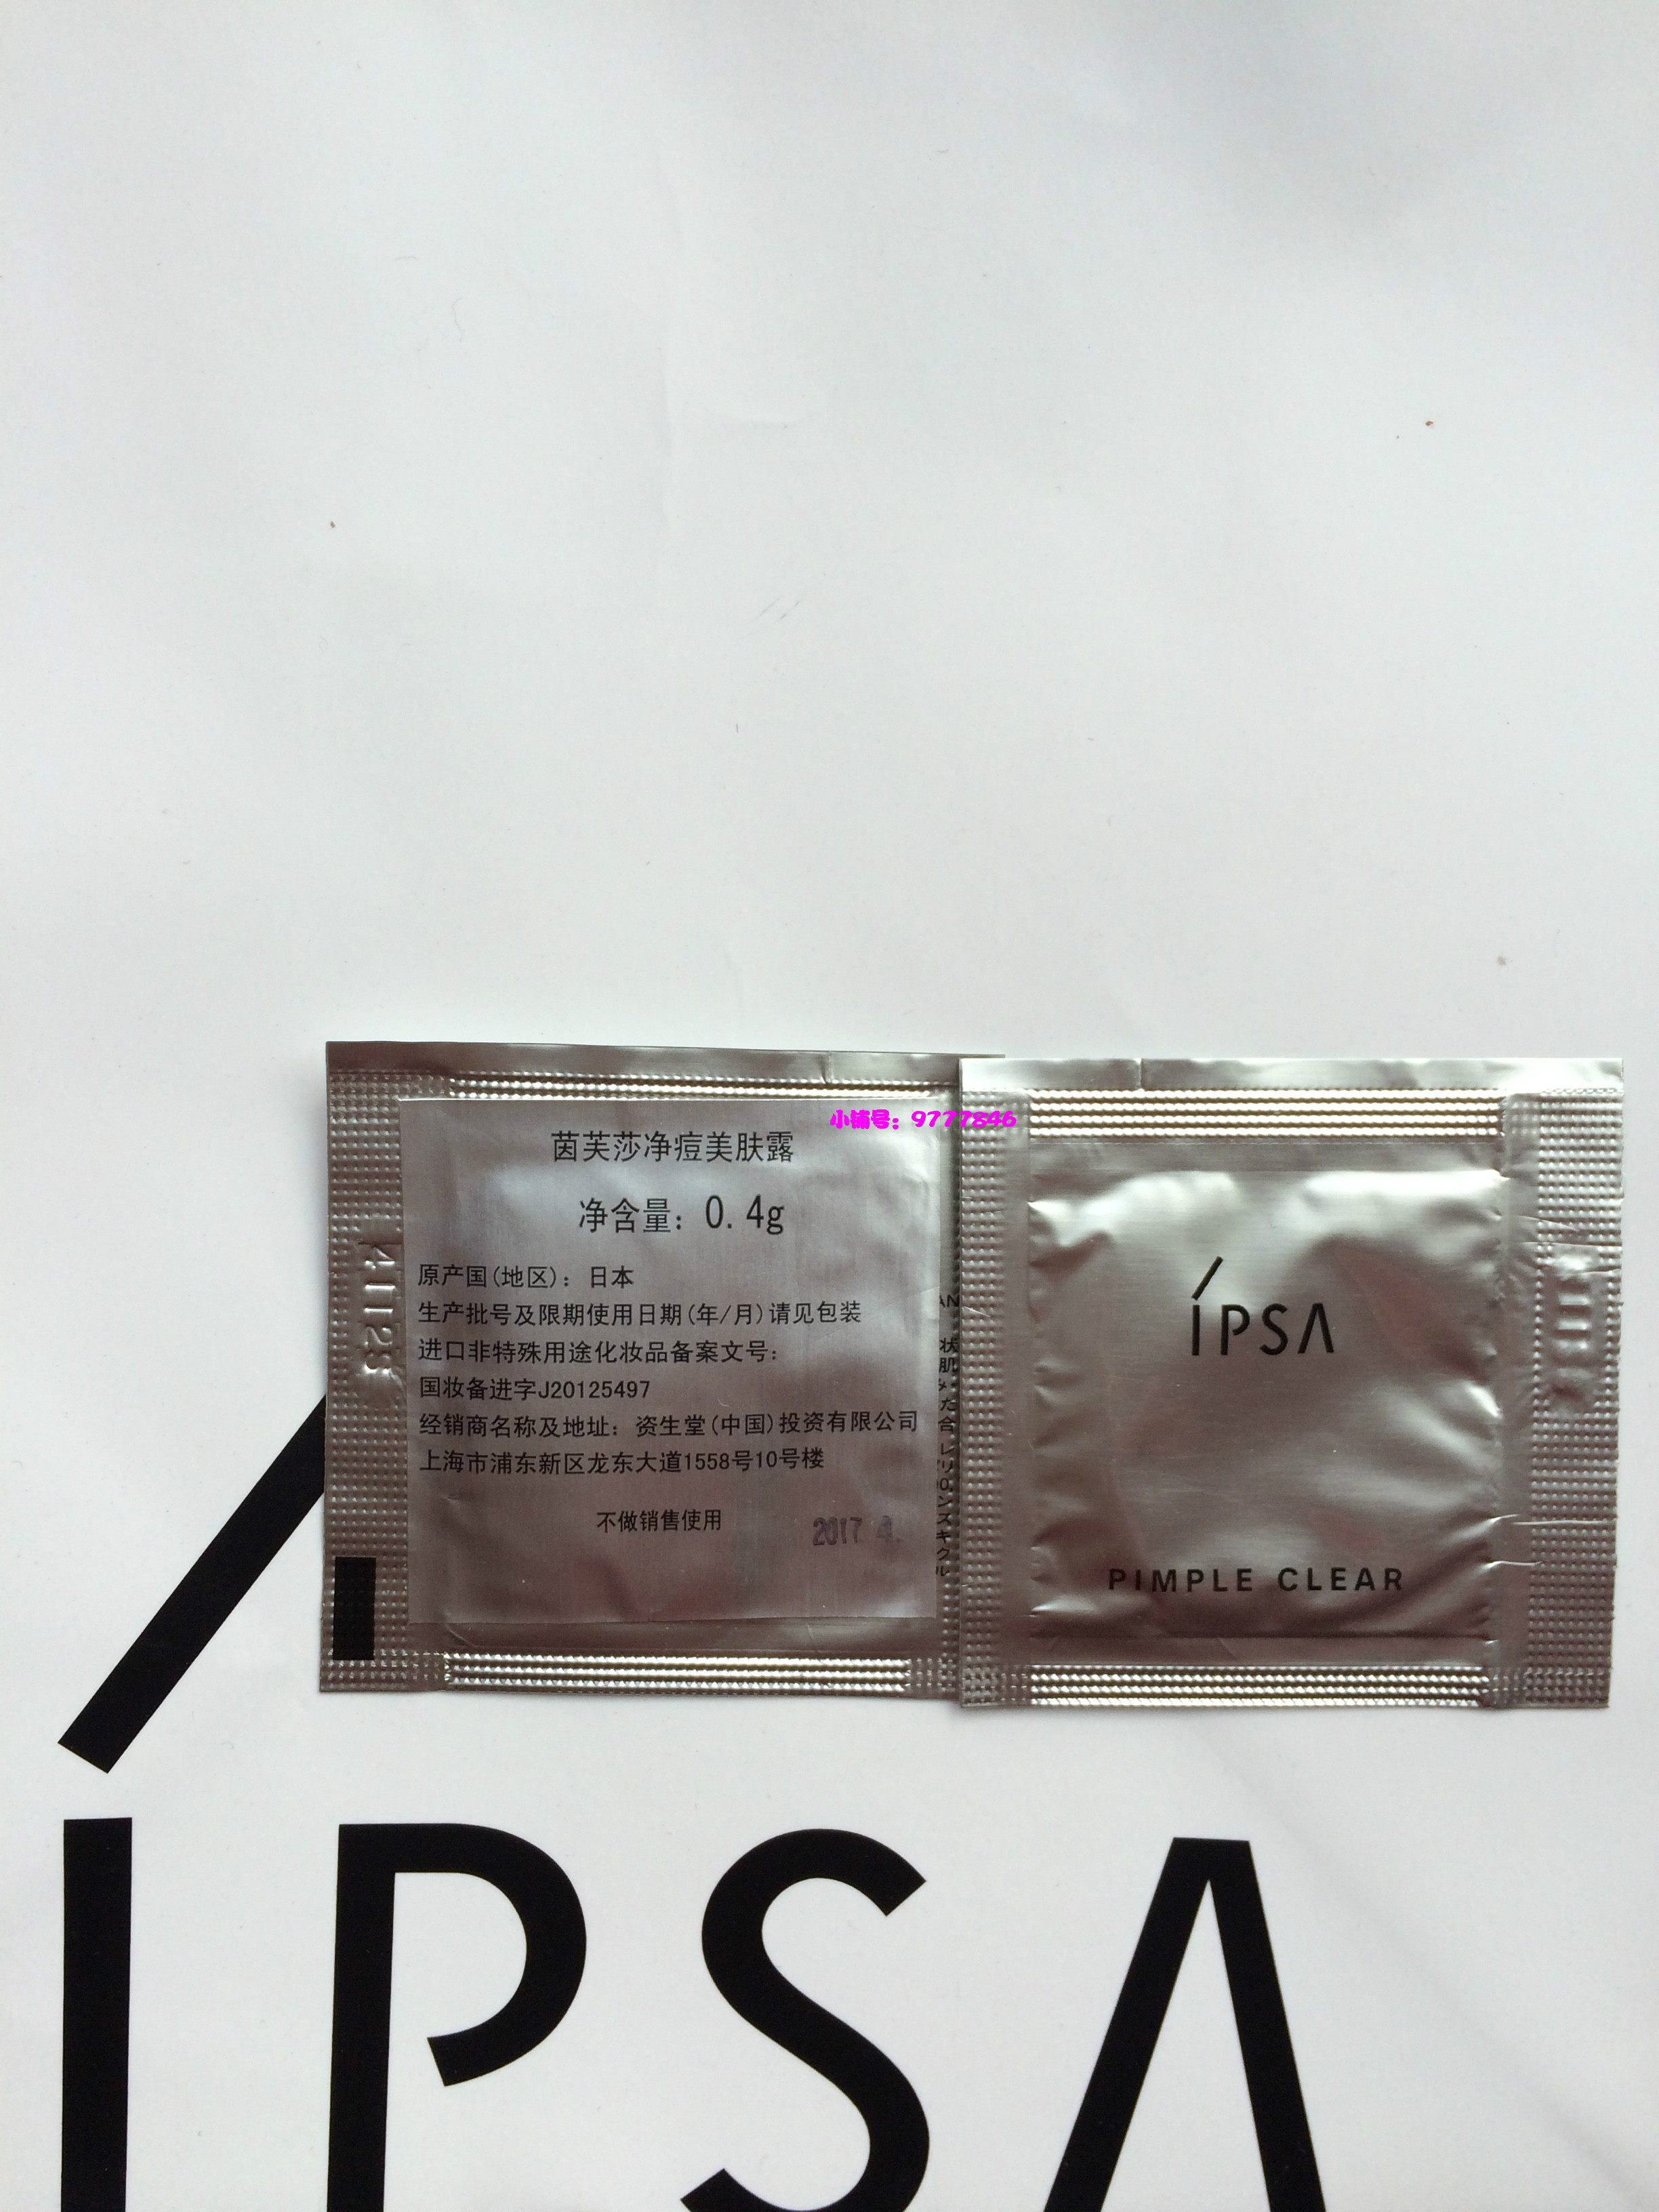 小铺号：9777846
茵芙莎净痘美肤露
净含量：0.4g
原产国(地区)：日本
生产批号及限期使用日期(年/月)请见包装
进口非特殊用途化妆品备案文号：
国妆备进字J20125497
经销商名称及地址：资生堂(中国)投资有限公司
上海市浦东新区龙东大道1558号10号楼
不做销售使用
2017.4.
ÍPSA
PIMPLE CLEAR
ÍPSA